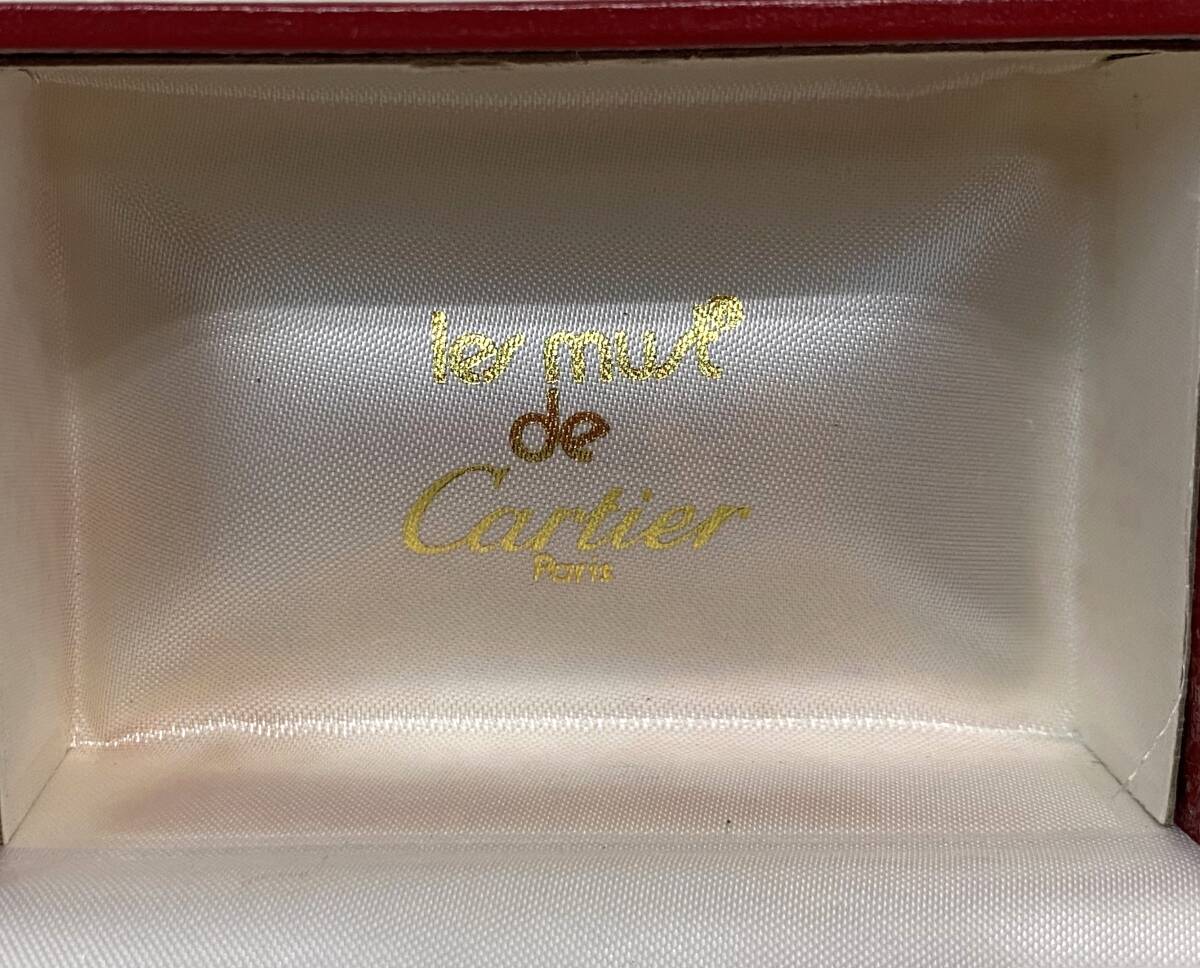 les must
de
Cartier
Paris